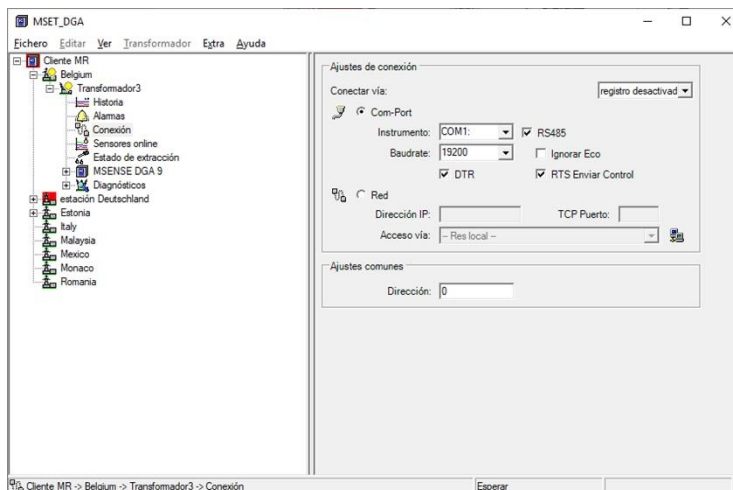 MSET_DGA
Fichero Editar Ver Transformador Extra Ayuda
Cliente MR
Belgium
Transformador3
Historia
Alarmas
Conexión
Sensores online
Estado de extracción
MSENSE DGA 9
Diagnósticos
estación Deutschland
Estonia
Italy
Malaysia
Mexico
Monaco
Romania
Ajustes de conexión
Conectar vía: registro desactivad
Com-Port
Instrumento: COM1: RS485
Baudrate: 19200 Ignorar Eco
DTR RTS Enviar Control
Red
Dirección IP: TCP Puerto:
Acceso vía: -- Res local --
Ajustes comunes
Dirección: 0
Cliente MR -> Belgium -> Transformador3 -> Conexión Esperar